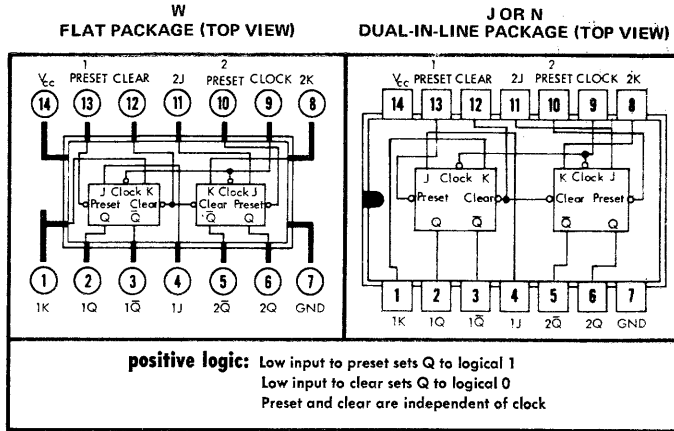 W
FLAT PACKAGE (TOP VIEW)
1 2
Vcc PRESET CLEAR 2J PRESET CLOCK 2K
14 13 12 11 10 9 8
J Clock K K Clock J
Preset Clear Clear Preset
Q Q̅ Q̅ Q
1 2 3 4 5 6 7
1K 1Q 1Q̅ 1J 2Q̅ 2Q GND
J OR N
DUAL-IN-LINE PACKAGE (TOP VIEW)
1 2
Vcc PRESET CLEAR 2J PRESET CLOCK 2K
14 13 12 11 10 9 8
J Clock K K Clock J
Preset Clear Clear Preset
Q Q̅ Q̅ Q
1 2 3 4 5 6 7
1K 1Q 1Q̅ 1J 2Q̅ 2Q GND
positive logic: Low input to preset sets Q to logical 1
Low input to clear sets Q to logical 0
Preset and clear are independent of clock